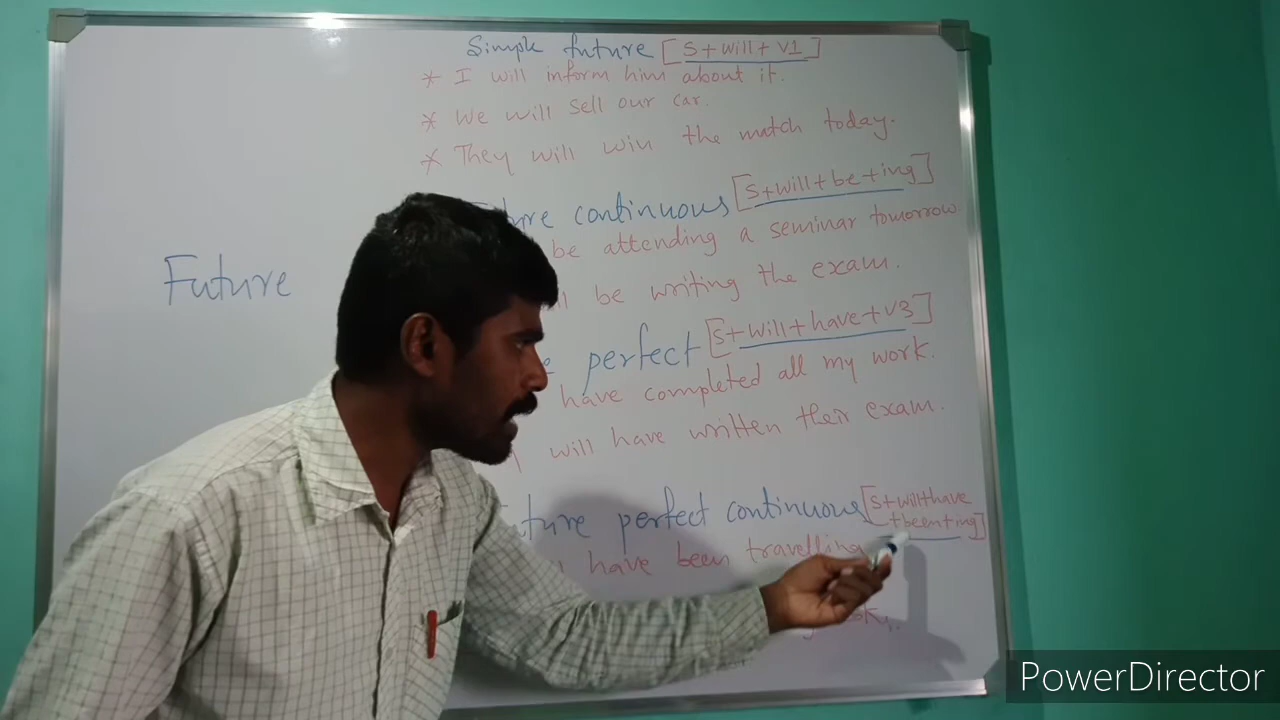 Simple future [S+will+V1]
* I will inform him about it.
* We will sell our car.
* They will win the match today.
Future
continuous [S+will+be+ing]
be attending a seminar tomorrow
be writing the exam.
perfect [S+will+have+V3]
have completed all my work.
will have written their exam.
perfect continuous [S+will+have
+been+ing]
have been travelling
PowerDirector